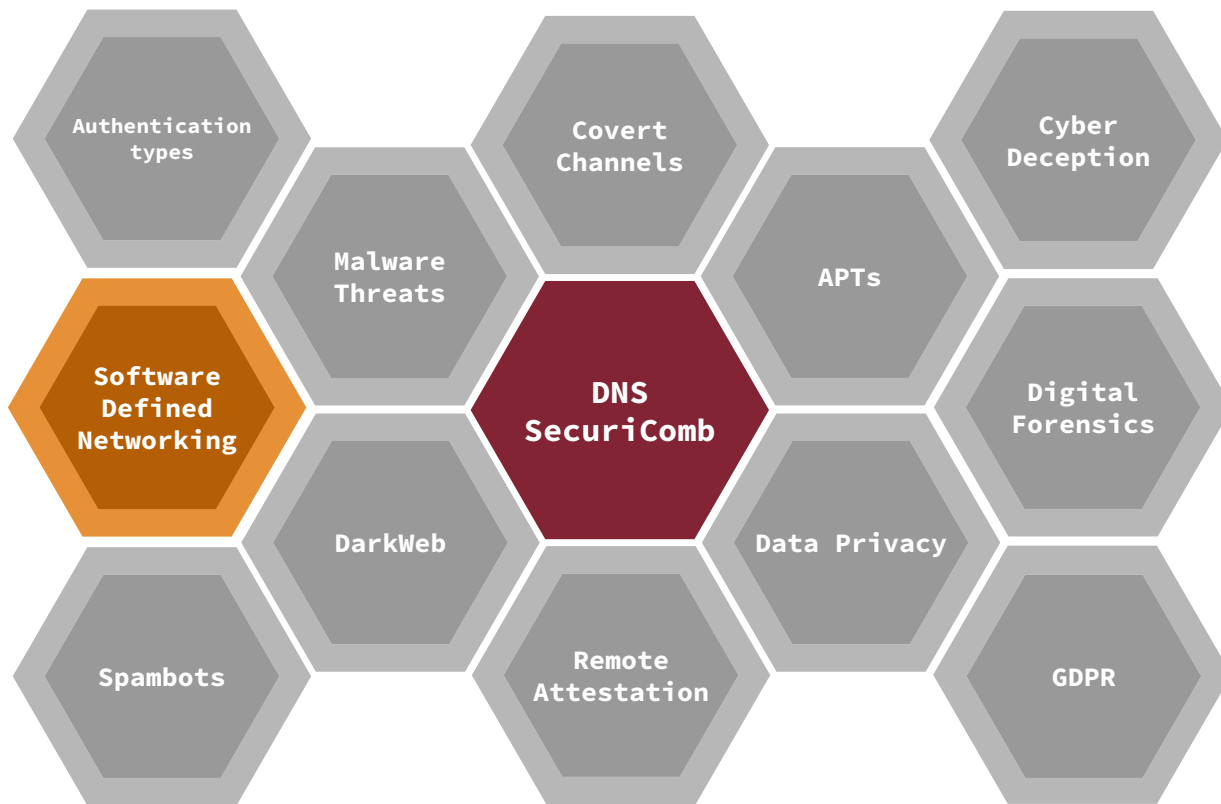 Authentication
types
Covert
Channels
Cyber
Deception
Malware
Threats
APTs
Software
Defined
Networking
DNS
SecuriComb
Digital
Forensics
DarkWeb
Data Privacy
Spambots
Remote
Attestation
GDPR